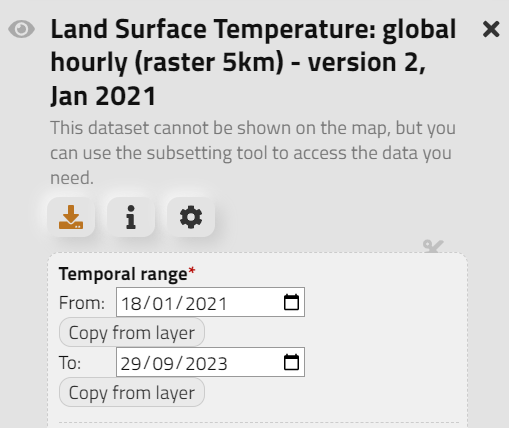 Land Surface Temperature: global
hourly (raster 5km) - version 2,
Jan 2021
This dataset cannot be shown on the map, but you
can use the subsetting tool to access the data you
need.
Temporal range*
From: 18/01/2021
Copy from layer
To: 29/09/2023
Copy from layer